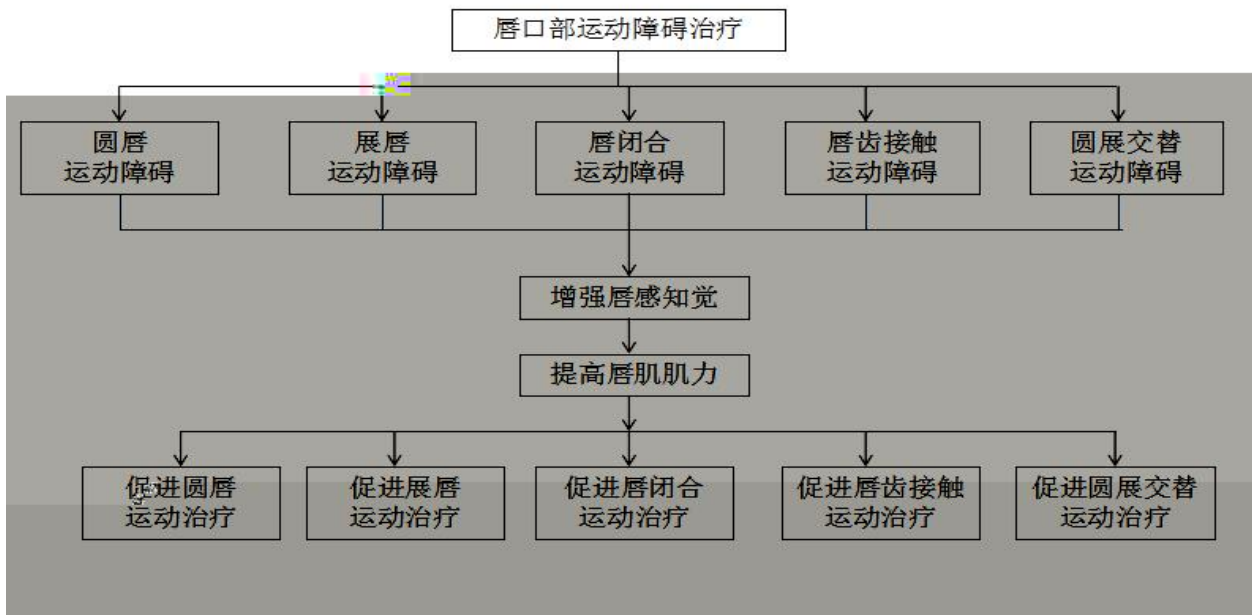 唇口部运动障碍治疗
圆唇
运动障碍
展唇
运动障碍
唇闭合
运动障碍
唇齿接触
运动障碍
圆展交替
运动障碍
增强唇感知觉
提高唇肌肌力
促进圆唇
运动治疗
促进展唇
运动治疗
促进唇闭合
运动治疗
促进唇齿接触
运动治疗
促进圆展交替
运动治疗